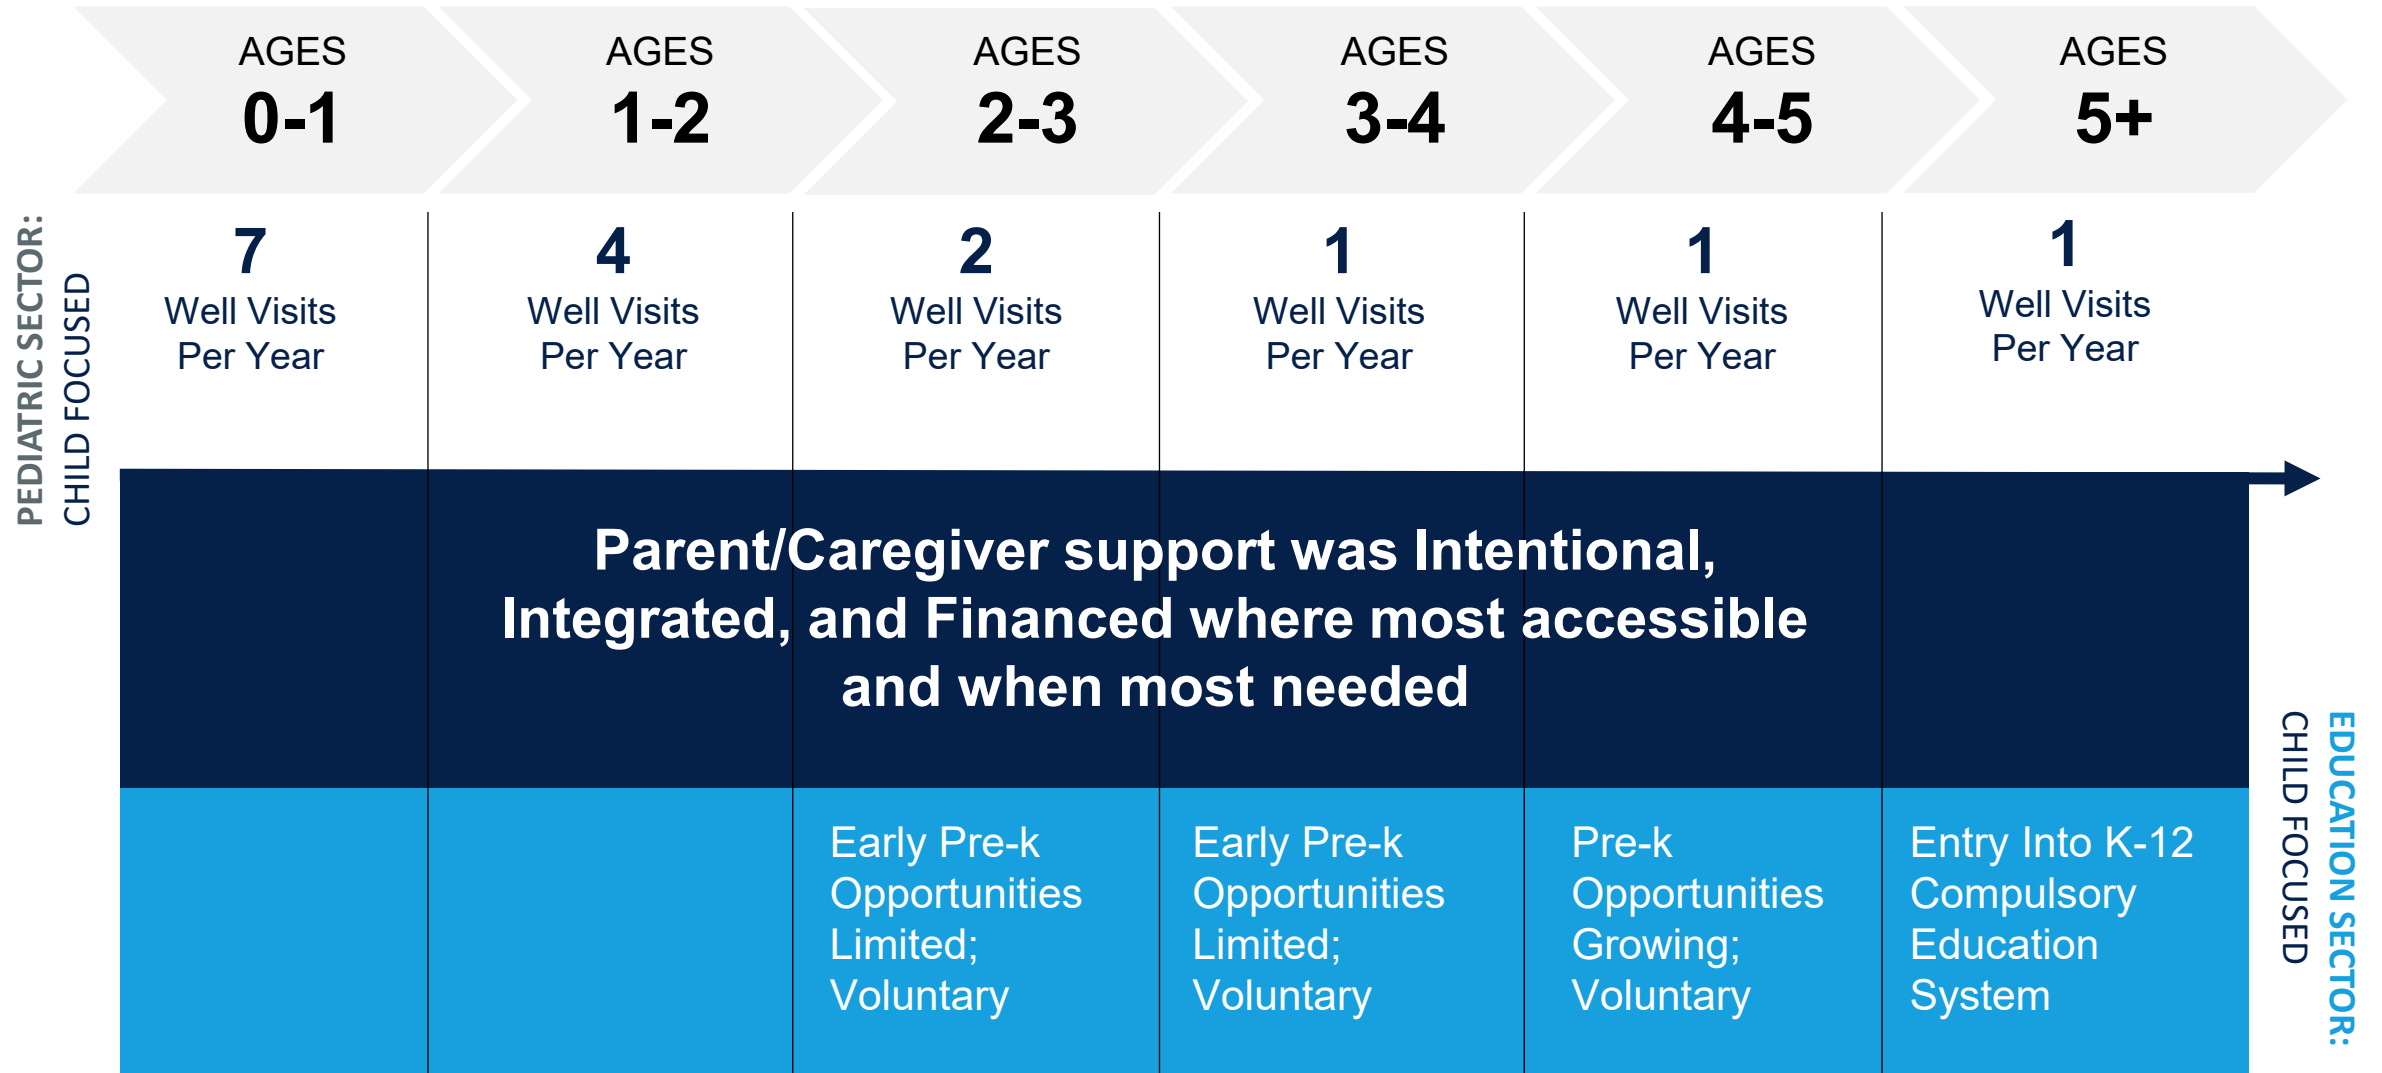 AGES
0-1
AGES
1-2
AGES
2-3
AGES
3-4
AGES
4-5
AGES
5+
PEDIATRIC SECTOR:
CHILD FOCUSED
7
Well Visits
Per Year
4
Well Visits
Per Year
2
Well Visits
Per Year
1
Well Visits
Per Year
1
Well Visits
Per Year
1
Well Visits
Per Year
Parent/Caregiver support was Intentional,
Integrated, and Financed where most accessible
and when most needed
Early Pre-k
Opportunities
Limited;
Voluntary
Early Pre-k
Opportunities
Limited;
Voluntary
Pre-k
Opportunities
Growing;
Voluntary
Entry Into K-12
Compulsory
Education
System
EDUCATION SECTOR:
CHILD FOCUSED